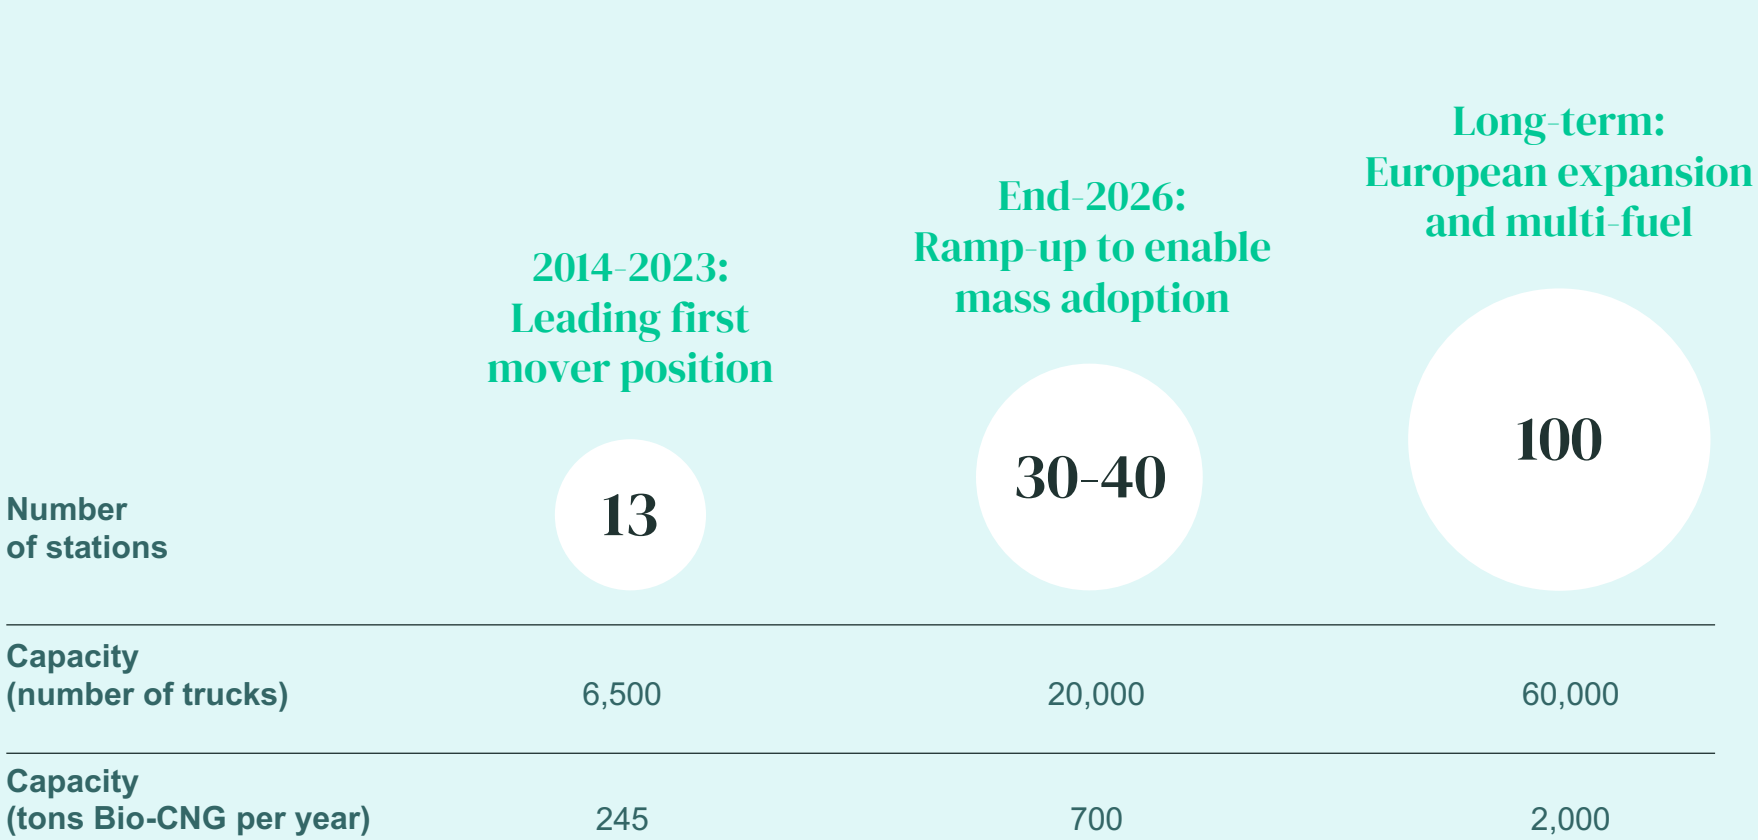 Long-term:
European expansion
and multi-fuel
End-2026:
Ramp-up to enable
mass adoption
2014-2023:
Leading first
mover position
Number
of stations
13
30-40
100
Capacity
(number of trucks)
6,500
20,000
60,000
Capacity
(tons Bio-CNG per year)
245
700
2,000